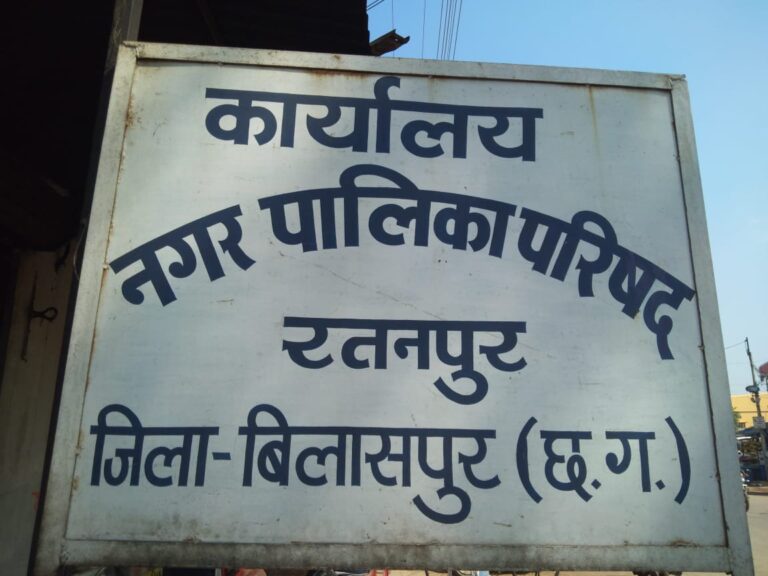 कार्यालय
नगर पालिका परिषद
रतनपुर
जिला-बिलासपुर (छ.ग.)